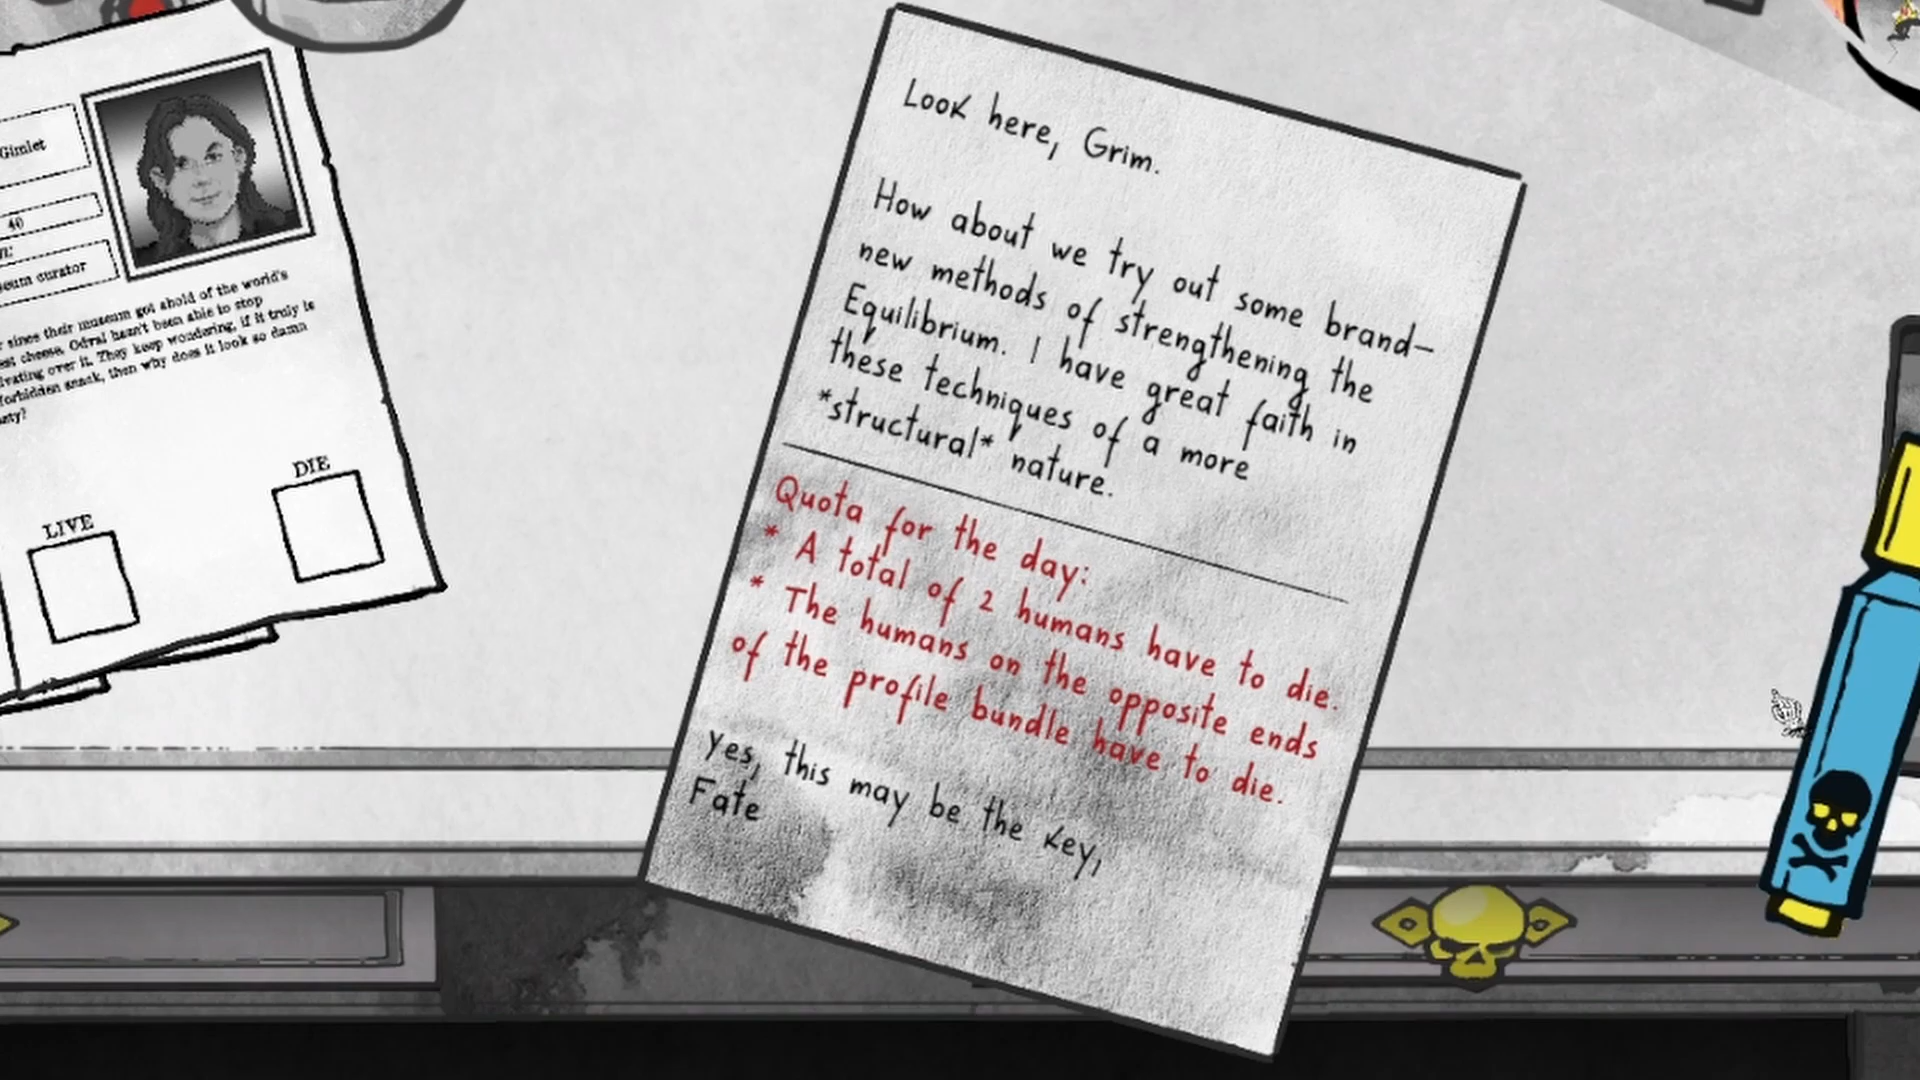 Gimlet
40
eum curator
since their museum got ahold of the world's
est cheese, Odval hasn't been able to stop
ivating over it. They keep wondering, if it truly is
forbidden snack, then why does it look so damn
asty?
LIVE
DIE
Look here, Grim.
How about we try out some brand-
new methods of strengthening the
Equilibrium. I have great faith in
these techniques of a more
*structural* nature.
Quota for the day:
* A total of 2 humans have to die.
* The humans on the opposite ends
of the profile bundle have to die.
yes, this may be the key,
Fate